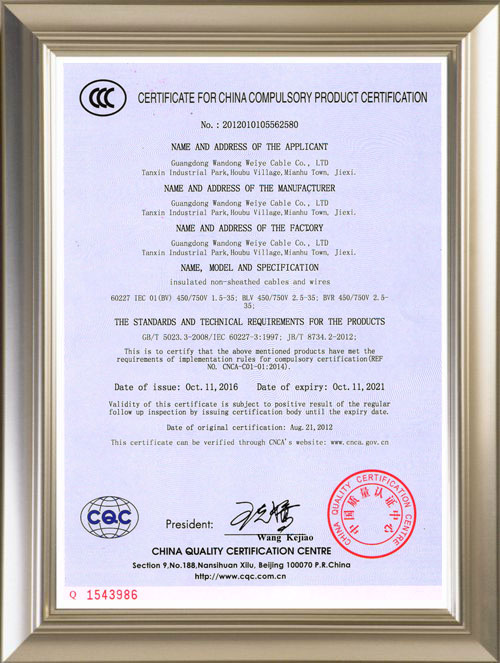 CCC
CERTIFICATE FOR CHINA COMPULSORY PRODUCT CERTIFICATION
No.: 2012010105562580
NAME AND ADDRESS OF THE APPLICANT
Guangdong Wandong Weiye Cable Co., LTD
Tanxin Industrial Park,Houbu Village,Mianhu Town, Jiexi.
NAME AND ADDRESS OF THE MANUFACTURER
Guangdong Wandong Weiye Cable Co., LTD
Tanxin Industrial Park,Houbu Village,Mianhu Town, Jiexi.
NAME AND ADDRESS OF THE FACTORY
Guangdong Wandong Weiye Cable Co., LTD
Tanxin Industrial Park,Houbu Village,Mianhu Town, Jiexi.
NAME, MODEL AND SPECIFICATION
insulated non-sheathed cables and wires
60227 IEC 01(BV) 450/750V 1.5-35; BLV 450/750V 2.5-35; BVR 450/750V 2.5-
35;
THE STANDARDS AND TECHNICAL REQUIREMENTS FOR THE PRODUCTS
GB/T 5023.3-2008/IEC 60227-3:1997; JB/T 8734.2-2012;
This is to certify that the above mentioned products have met the
requirements of implementation rules for compulsory certification(REF
NO. CNCA-C01-01:2014).
Date of issue: Oct.11,2016 Date of expiry: Oct.11,2021
Validity of this certificate is subject to positive result of the regular
follow up inspection by issuing certification body until the expiry date.
Date of original certification: Aug.21,2012
This certificate can be verified through CNCA's website: www.cnca.gov.cn
CQC
President:
王克娇
Wang Kejiao
CHINA QUALITY CERTIFICATION CENTRE
中国质量认证中心
CHINA QUALITY CERTIFICATION CENTRE
Section 9,No.188,Nansihuan Xilu, Beijing 100070 P.R.China
http://www.cqc.com.cn
Q 1543986